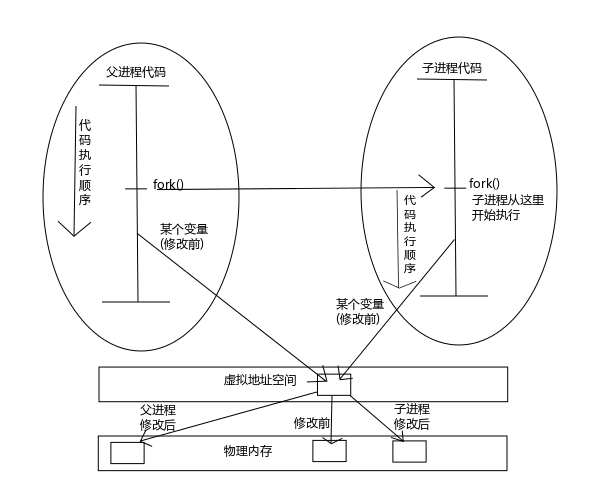 父进程代码
子进程代码
代码执行顺序
fork()
fork()
子进程从这里
开始执行
代码执行顺序
某个变量
(修改前)
某个变量
(修改前)
虚拟地址空间
父进程
修改后
修改前
子进程
修改后
物理内存